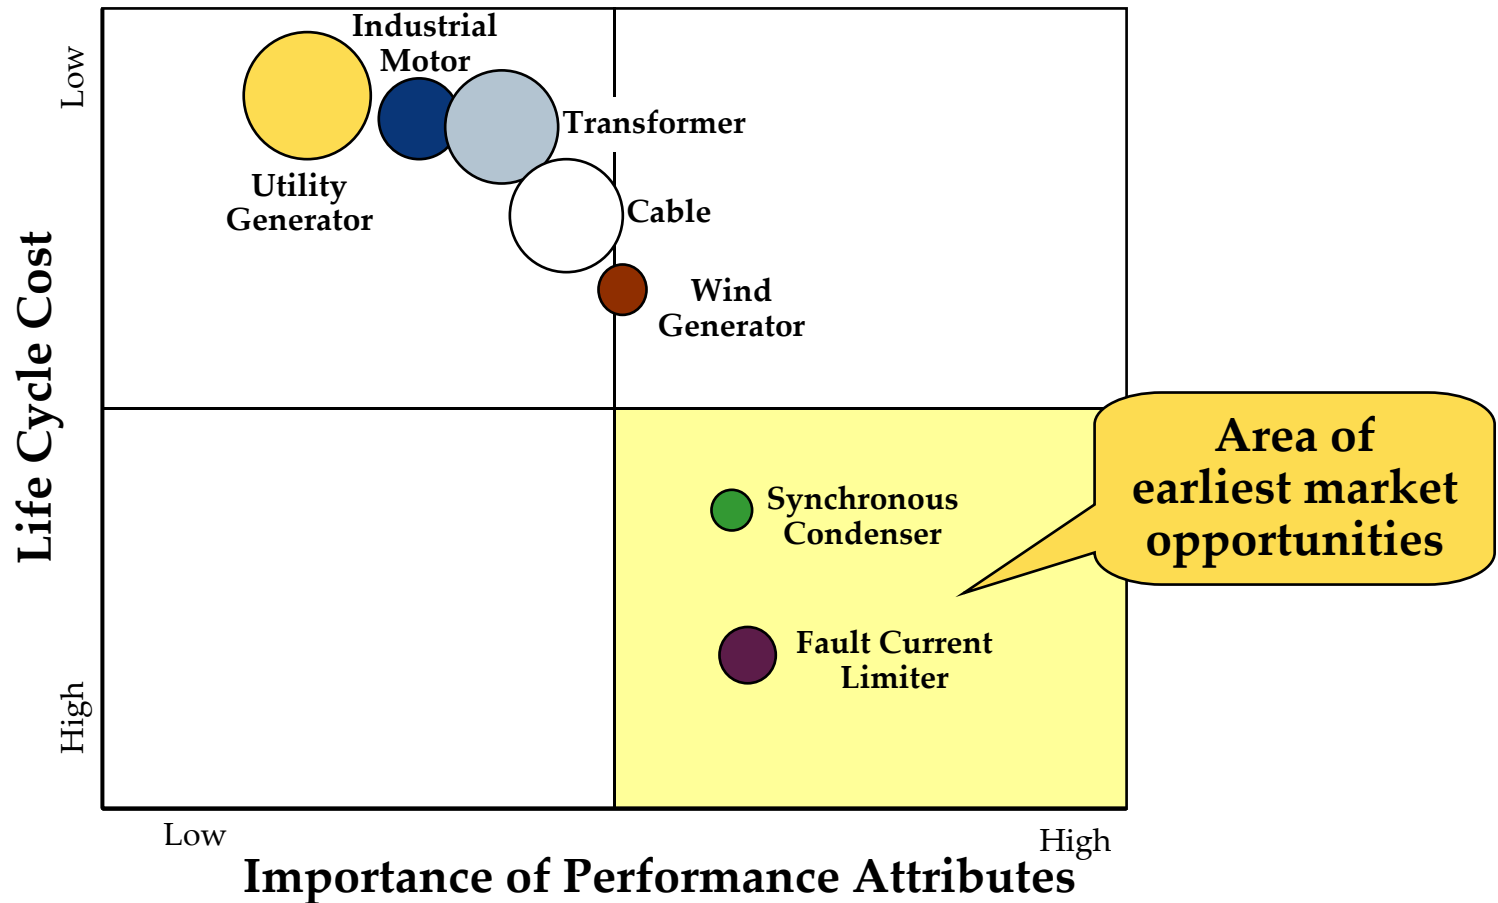 Industrial
Motor
Low
Transformer
Utility
Generator
Cable
Wind
Generator
Life Cycle Cost
Area of
earliest market
opportunities
Synchronous
Condenser
Fault Current
Limiter
High
Low
High
Importance of Performance Attributes